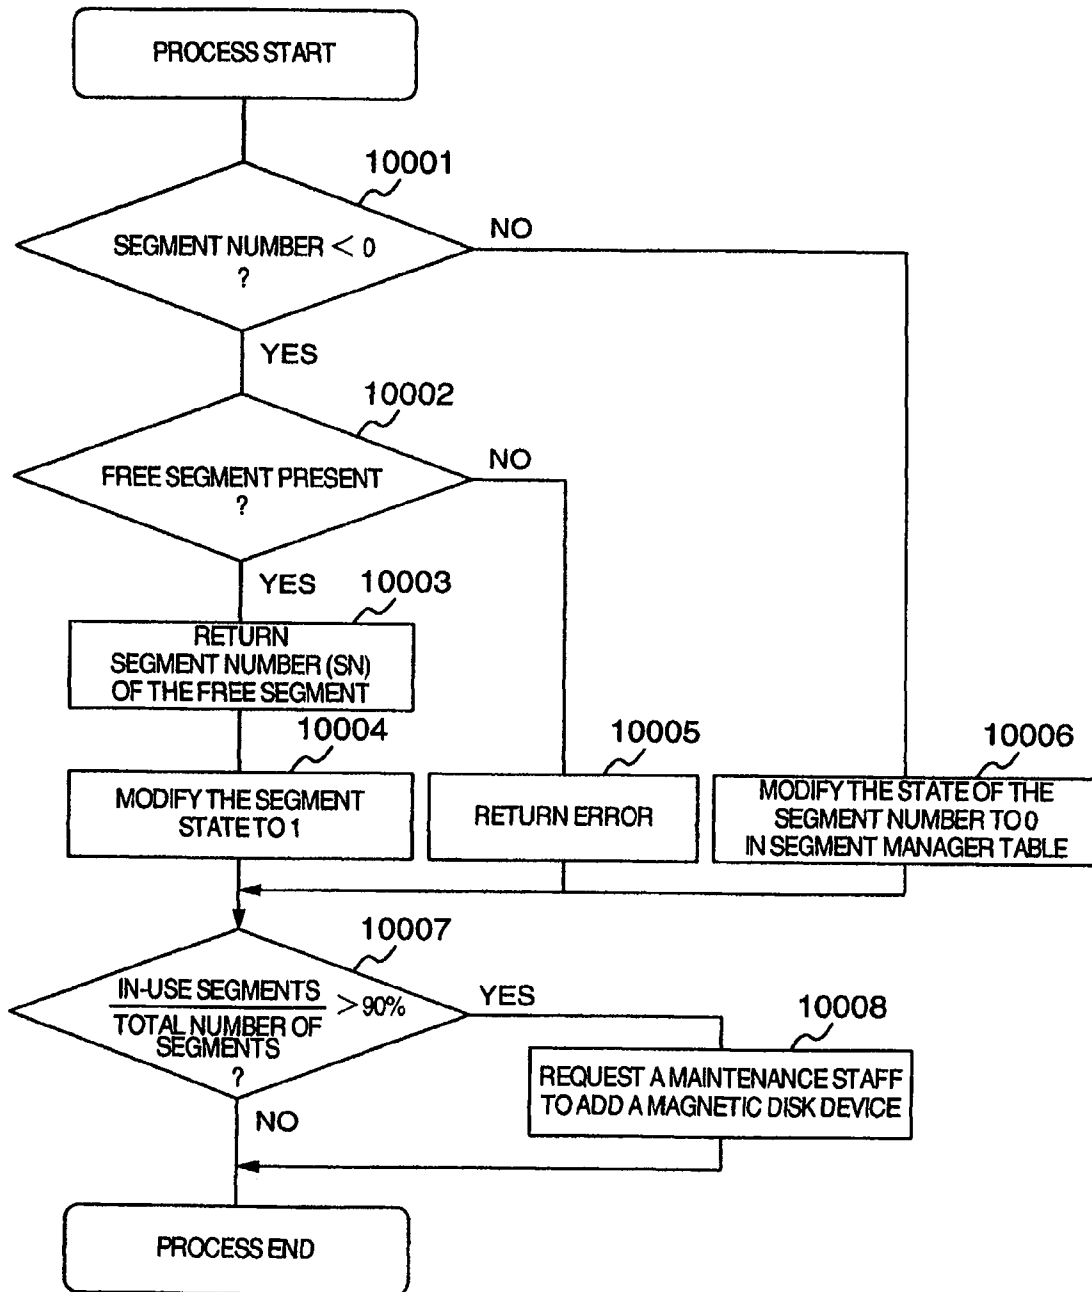 PROCESS START
10001
SEGMENT NUMBER < 0
?
NO
YES
10002
FREE SEGMENT PRESENT
?
NO
YES
10003
RETURN
SEGMENT NUMBER (SN)
OF THE FREE SEGMENT
10004
MODIFY THE SEGMENT
STATE TO 1
10005
RETURN ERROR
10006
MODIFY THE STATE OF THE
SEGMENT NUMBER TO 0
IN SEGMENT MANAGER TABLE
10007
IN-USE SEGMENTS
TOTAL NUMBER OF
SEGMENTS
> 90%
?
YES
NO
10008
REQUEST A MAINTENANCE STAFF
TO ADD A MAGNETIC DISK DEVICE
PROCESS END